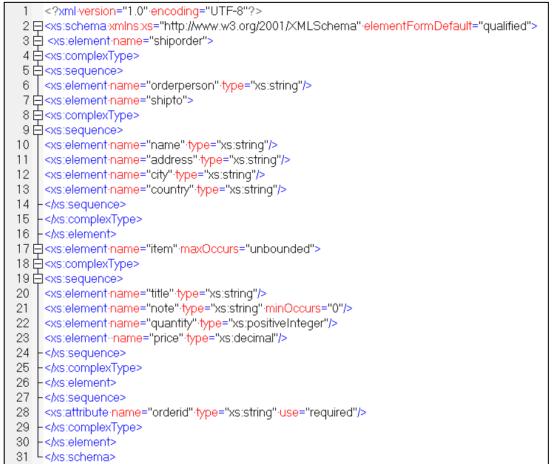 1 <?xml version="1.0" encoding="UTF-8"?>
2 <xs:schema xmlns:xs="http://www.w3.org/2001/XMLSchema" elementFormDefault="qualified">
3 <xs:element name="shiporder">
4 <xs:complexType>
5 <xs:sequence>
6 <xs:element name="orderperson" type="xs:string"/>
7 <xs:element name="shipto">
8 <xs:complexType>
9 <xs:sequence>
10 <xs:element name="name" type="xs:string"/>
11 <xs:element name="address" type="xs:string"/>
12 <xs:element name="city" type="xs:string"/>
13 <xs:element name="country" type="xs:string"/>
14 </xs:sequence>
15 </xs:complexType>
16 </xs:element>
17 <xs:element name="item" maxOccurs="unbounded">
18 <xs:complexType>
19 <xs:sequence>
20 <xs:element name="title" type="xs:string"/>
21 <xs:element name="note" type="xs:string" minOccurs="0"/>
22 <xs:element name="quantity" type="xs:positiveInteger"/>
23 <xs:element name="price" type="xs:decimal"/>
24 </xs:sequence>
25 </xs:complexType>
26 </xs:element>
27 </xs:sequence>
28 <xs:attribute name="orderid" type="xs:string" use="required"/>
29 </xs:complexType>
30 </xs:element>
31 </xs:schema>